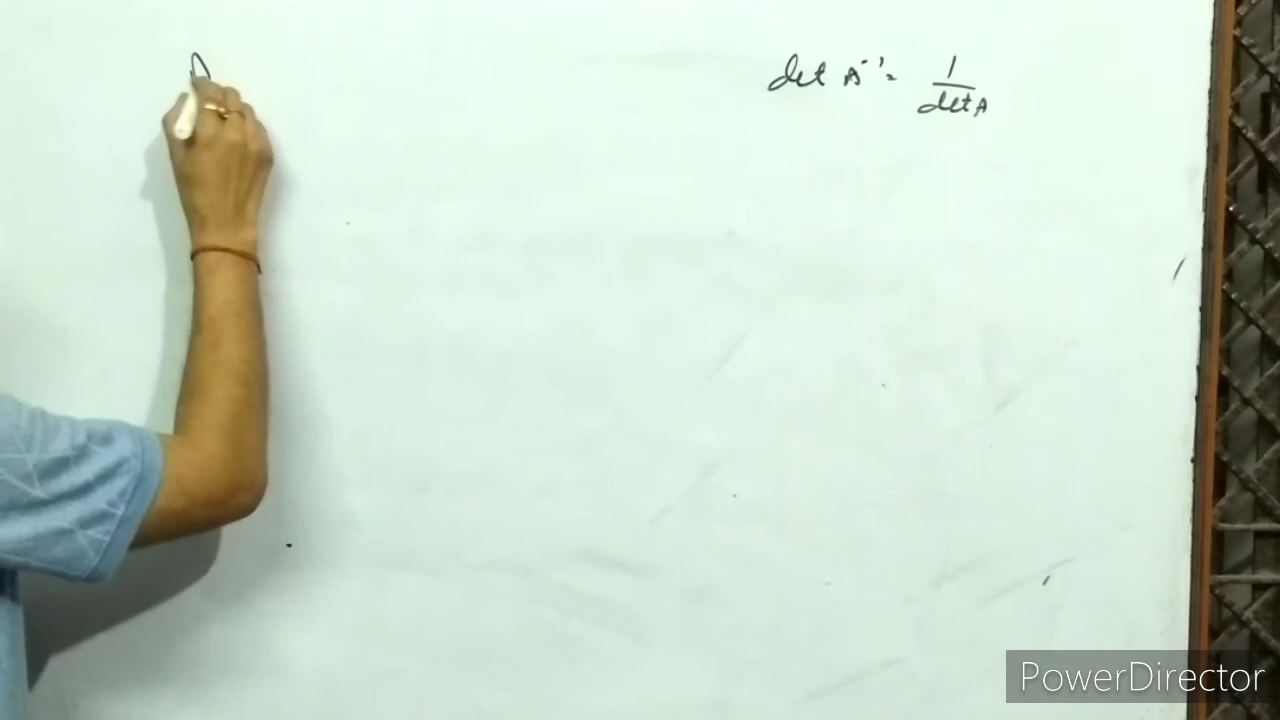 A
det A⁻¹ = 1/det A
PowerDirector